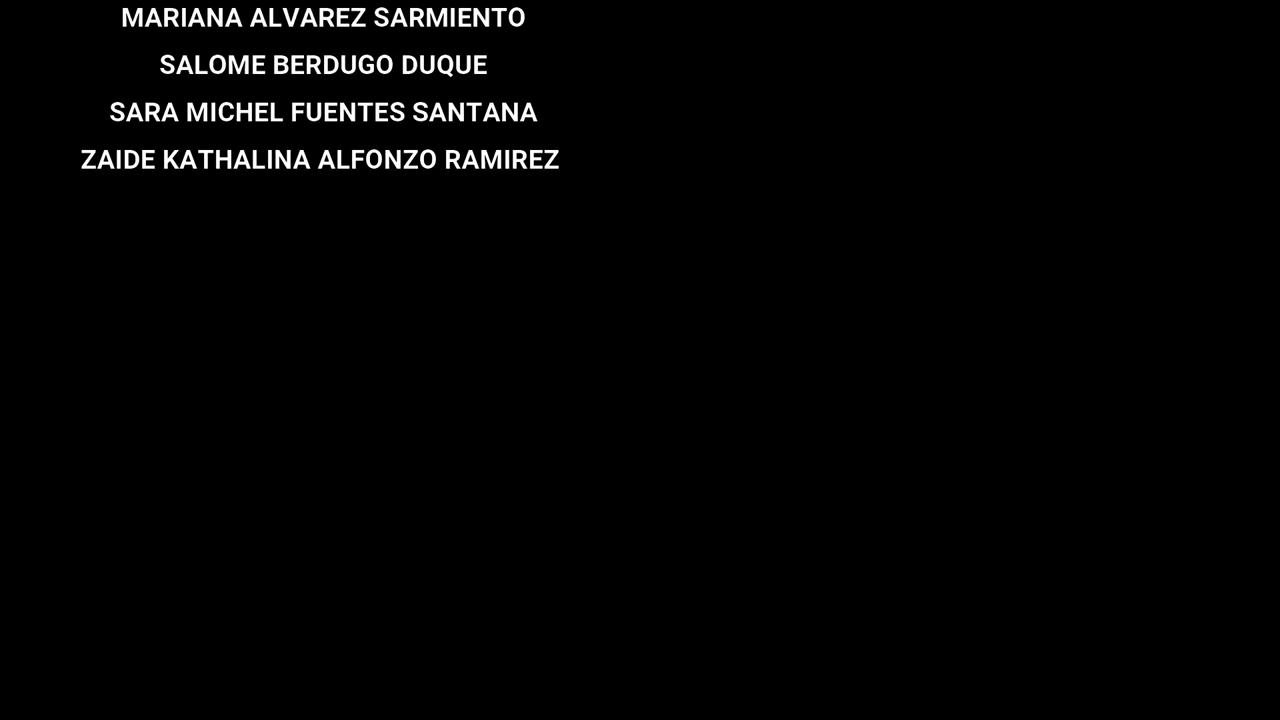 MARIANA ALVAREZ SARMIENTO
SALOME BERDUGO DUQUE
SARA MICHEL FUENTES SANTANA
ZAIDE KATHALINA ALFONZO RAMIREZ